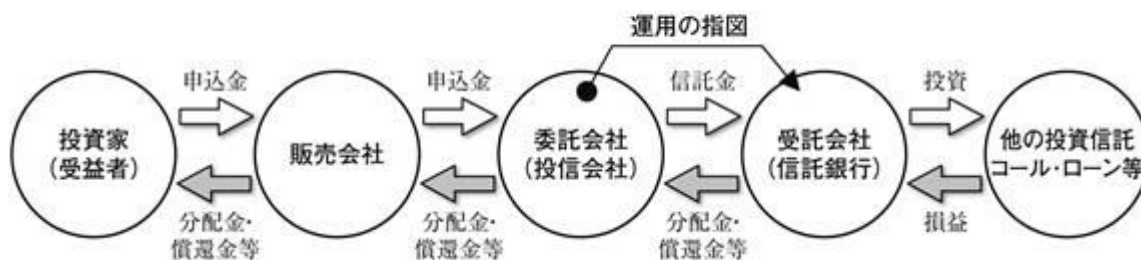 運用の指図
申込金
申込金
信託金
投資
投資家
(受益者)
販売会社
委託会社
(投信会社)
受託会社
(信託銀行)
他の投資信託
コール・ローン等
分配金・
償還金等
分配金・
償還金等
分配金・
償還金等
損益